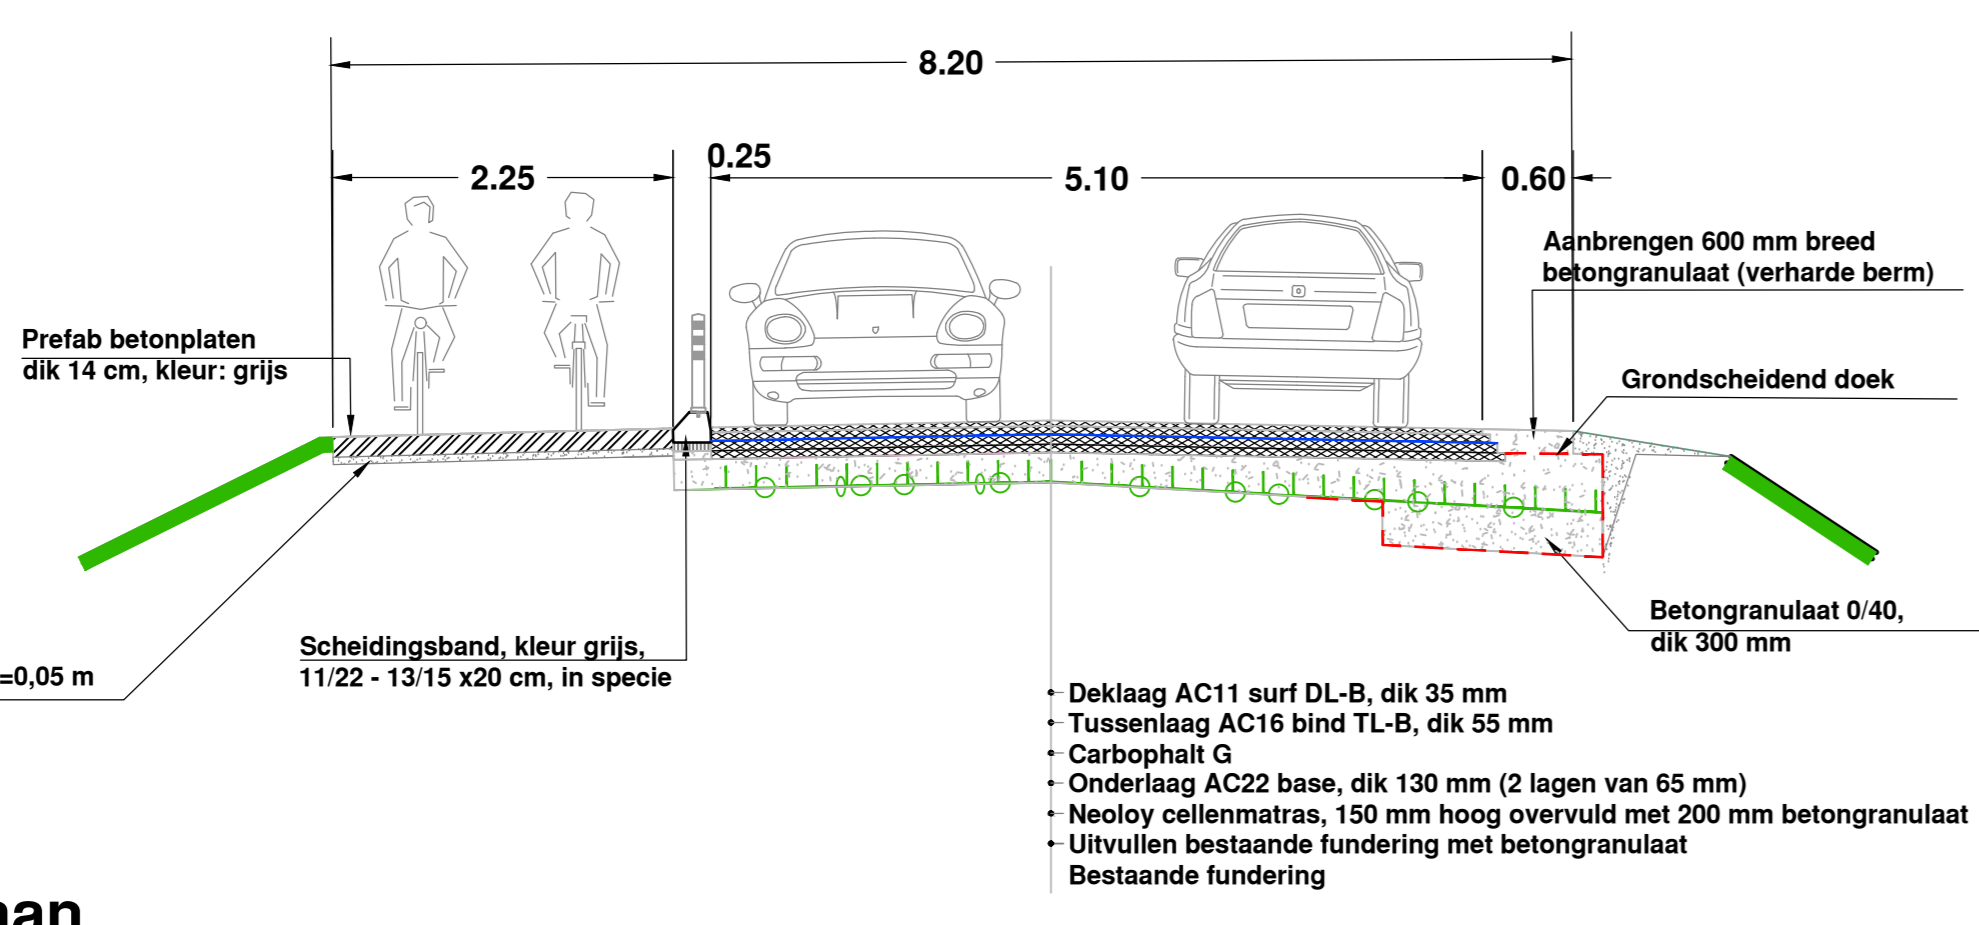 8.20
0.25
2.25
5.10
0.60
Aanbrengen 600 mm breed
betongranulaat (verharde berm)
Prefab betonplaten
dik 14 cm, kleur: grijs
Grondscheidend doek
Betongranulaat 0/40,
dik 300 mm
Scheidingsband, kleur grijs,
11/22 - 13/15 x20 cm, in specie
=0,05 m
Deklaag AC11 surf DL-B, dik 35 mm
Tussenlaag AC16 bind TL-B, dik 55 mm
Carbophalt G
Onderlaag AC22 base, dik 130 mm (2 lagen van 65 mm)
Neoloy cellenmatras, 150 mm hoog overvuld met 200 mm betongranulaat
Uitvullen bestaande fundering met betongranulaat
Bestaande fundering